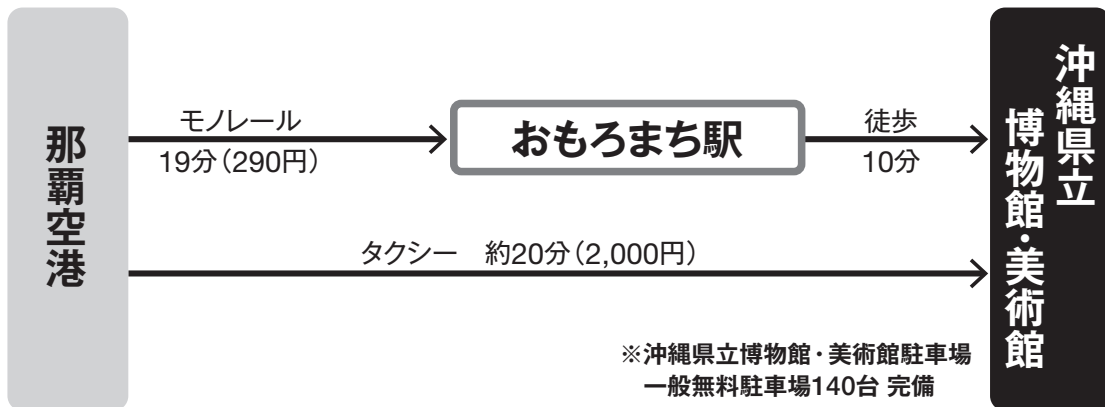 那覇空港
モノレール
19分（290円）
おもろまち駅
徒歩
10分
タクシー　約20分（2,000円）
沖縄県立
博物館・美術館
※沖縄県立博物館・美術館駐車場
一般無料駐車場140台 完備